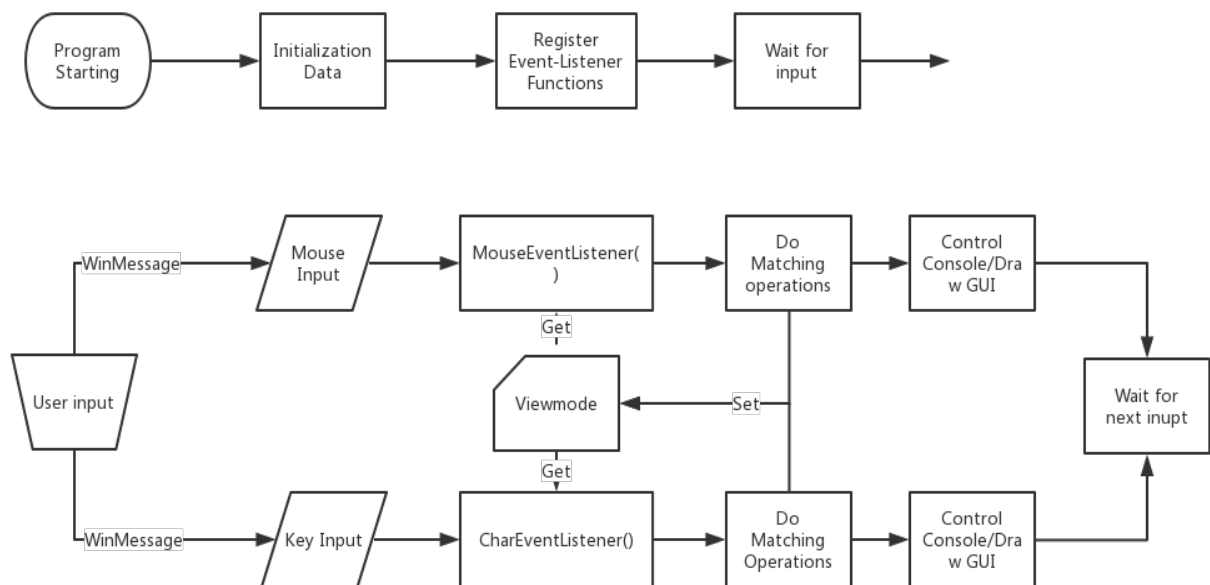 Program
Starting
Initialization
Data
Register
Event-Listener
Functions
Wait for
input
WinMessage
Mouse
Input
MouseEventListener(
)
Do
Matching
operations
Control
Console/Dra
w GUI
Get
User input
Viewmode
Set
Wait for
next inupt
Get
WinMessage
Key Input
CharEventListener()
Do
Matching
Operations
Control
Console/Dra
w GUI